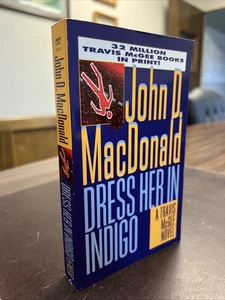 32 MILLION
TRAVIS McGEE BOOKS
IN PRINT!
John D.
MacDonald
DRESS HER IN
INDIGO
A TRAVIS
McGEE
NOVEL
John D. MacDonald
DRESS HER IN INDIGO